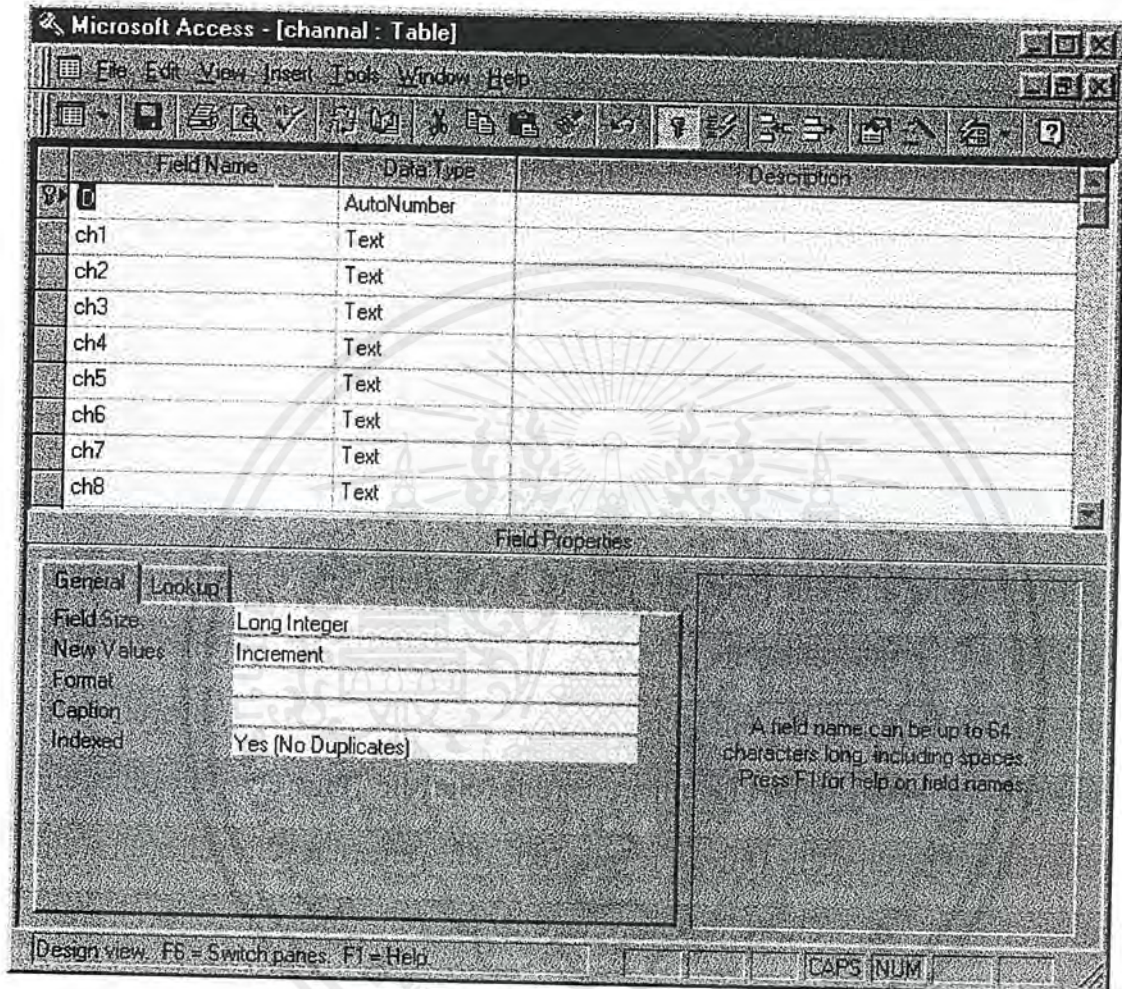 Microsoft Access - [channal : Table]
File Edit View Insert Tools Window Help
Field Name Data Type Description
AutoNumber
ch1 Text
ch2 Text
ch3 Text
ch4 Text
ch5 Text
ch6 Text
ch7 Text
ch8 Text
Field Properties
General Lookup
Field Size Long Integer
New Values Increment
Format
Caption
Indexed Yes (No Duplicates)
A field name can be up to 64
characters long, including spaces.
Press F1 for help on field names.
Design view. F6 = Switch panes. F1 = Help. CAPS NUM